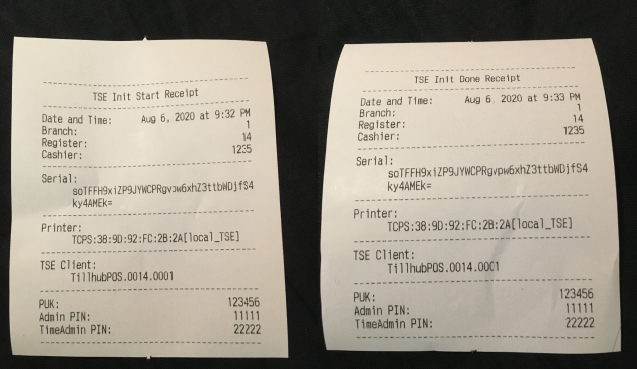 TSE Init Start Receipt
Date and Time: Aug 6, 2020 at 9:32 PM
Branch: 1
Register: 14
Cashier: 1235
Serial:
soTFFH9xiZP9JYWCPRgvpw6xhZ3ttbWDjfS4
ky4AMEk=
Printer:
TCPS:38:9D:92:FC:2B:2A[local_TSE]
TSE Client:
TillhubPOS.0014.0001
PUK: 123456
Admin PIN: 11111
TimeAdmin PIN: 22222
TSE Init Done Receipt
Date and Time: Aug 6, 2020 at 9:33 PM
Branch: 1
Register: 14
Cashier: 1235
Serial:
soTFFH9xiZP9JYWCPRgvpw6xhZ3ttbWDjfS4
ky4AMEk=
Printer:
TCPS:38:9D:92:FC:2B:2A[local_TSE]
TSE Client:
TillhubPOS.0014.0001
PUK: 123456
Admin PIN: 11111
TimeAdmin PIN: 22222